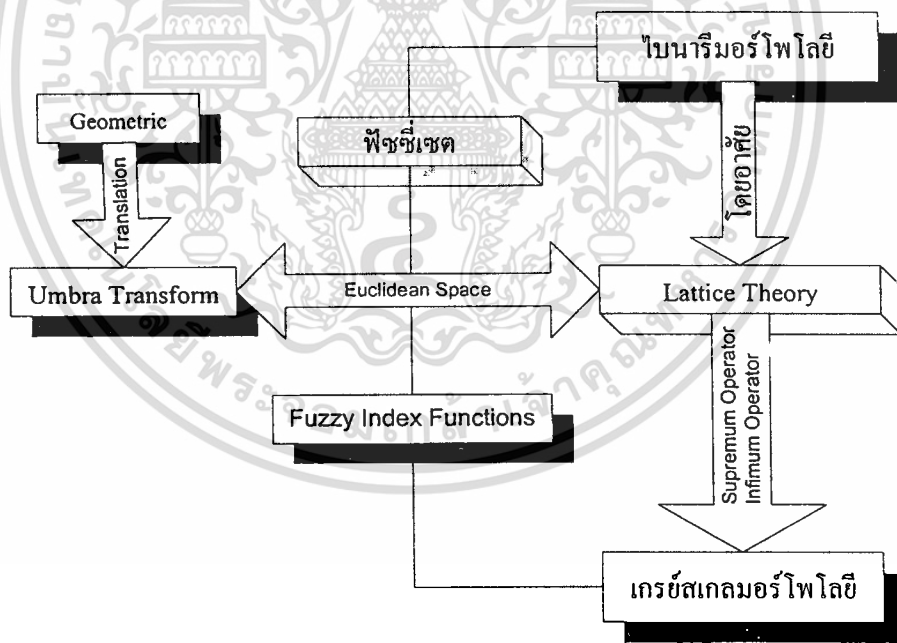 ไบนารีมอร์โพโลยี
Geometric
ฟัซซี่เซต
Translation
โดยอาศัย
Umbra Transform
Euclidean Space
Lattice Theory
Fuzzy Index Functions
Supremum Operator
Infimum Operator
เกรย์สเกลมอร์โพโลยี